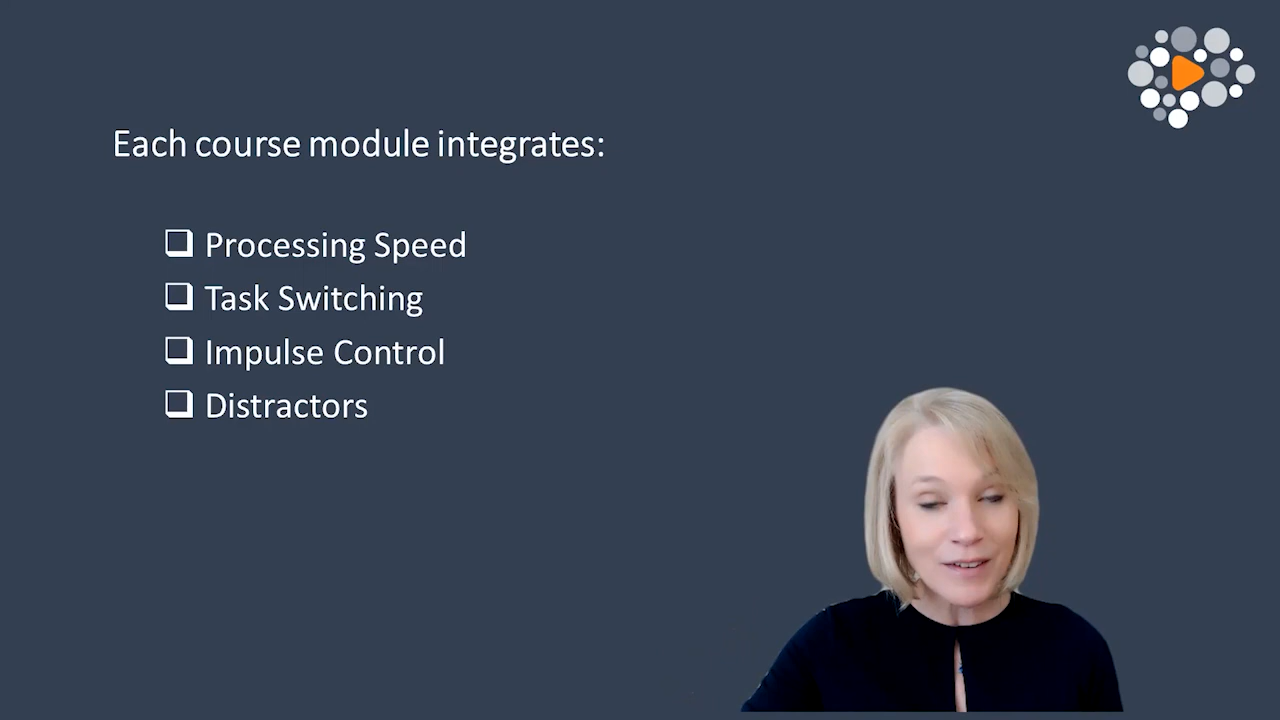 Each course module integrates:
Processing Speed
Task Switching
Impulse Control
Distractors